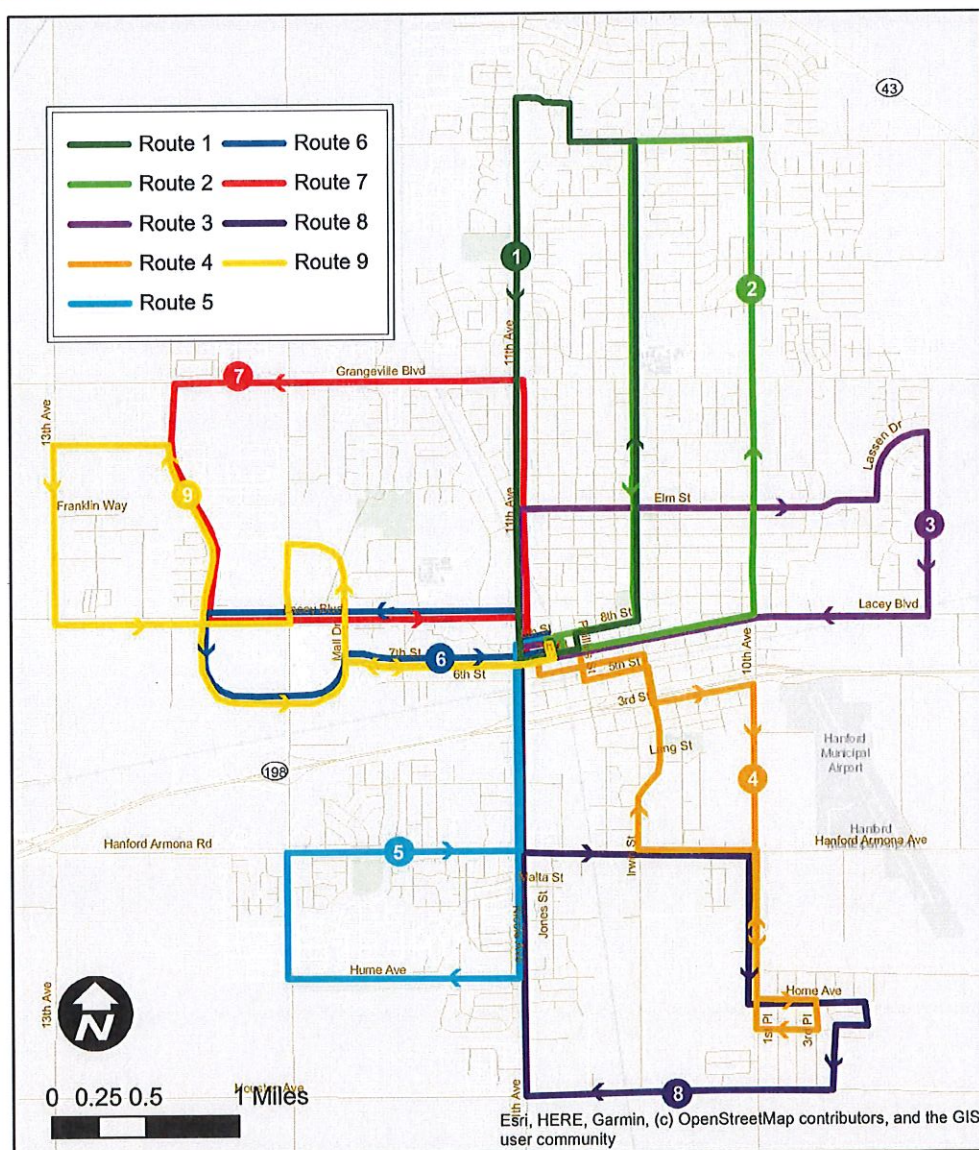 43
Route 1 Route 6
Route 2 Route 7
Route 3 Route 8
Route 4 Route 9
Route 5
1
2
11th Ave
7
Grangeville Blvd
13th Ave
Lassen Dr
9
Franklin Way
11th Ave
Elm St
3
Mall Dr
8th St
Lacey Blvd
7th St
6
6th St
5th St
10th Ave
3rd St
Long St
Hanford
Municipal
Airport
198
4
Hanford Armona Rd
5
Irwin St
Hanford
Hanford Armona Ave
Malta St
Jones St
Hume Ave
Home Ave
13th Ave
N
1st Pl
3rd Pl
0 0.25 0.5 1 Miles
8
Esri, HERE, Garmin, (c) OpenStreetMap contributors, and the GIS
user community